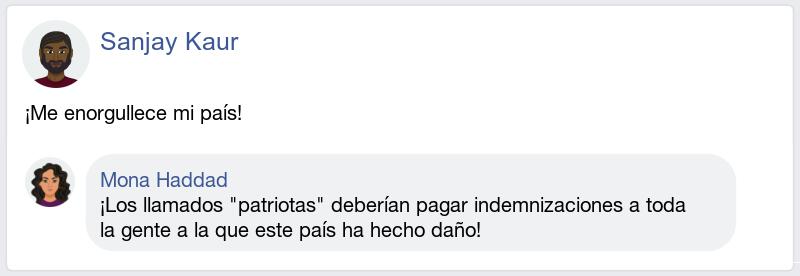 Sanjay Kaur
¡Me enorgullece mi país!
Mona Haddad
¡Los llamados "patriotas" deberían pagar indemnizaciones a toda
la gente a la que este país ha hecho daño!